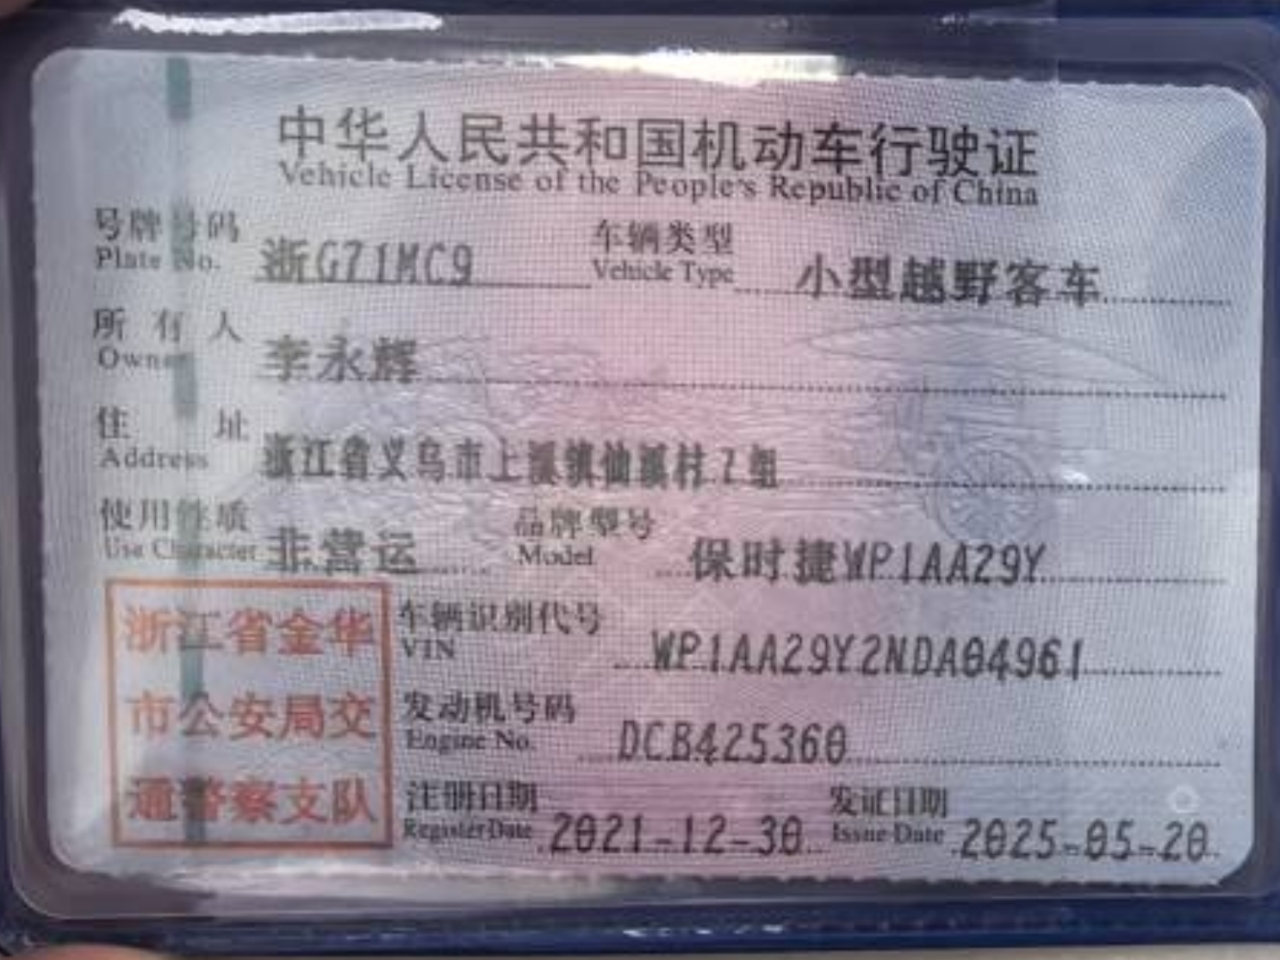 中华人民共和国机动车行驶证
Vehicle License of the People's Republic of China
号牌号码 浙G71MC9 车辆类型 小型越野客车
Plate No. Vehicle Type
所有人 李永辉
Owner
住址 浙江省义乌市上溪镇仙溪村2组
Address
使用性质 非营运 品牌型号 保时捷WP1AA29Y
Use Character Model
浙江省金华
市公安局交
通警察支队
车辆识别代号 WP1AA29Y2NDA04961
VIN
发动机号码 DCB425360
Engine No.
注册日期 2021-12-30 发证日期 2025-05-20
Register Date Issue Date